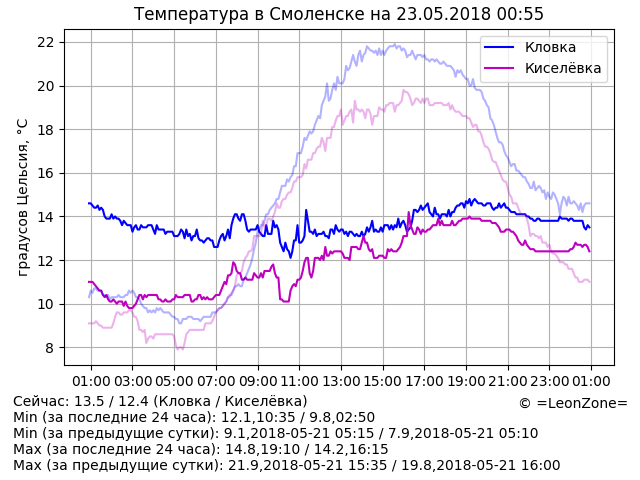 Температура в Смоленске на 23.05.2018 00:55
градусов Цельсия, °C
22
20
18
16
14
12
10
8
Кловка
Киселёвка
01:00 03:00 05:00 07:00 09:00 11:00 13:00 15:00 17:00 19:00 21:00 23:00 01:00
Сейчас: 13.5 / 12.4 (Кловка / Киселёвка)
© =LeonZone=
Min (за последние 24 часа): 12.1,10:35 / 9.8,02:50
Min (за предыдущие сутки): 9.1,2018-05-21 05:15 / 7.9,2018-05-21 05:10
Max (за последние 24 часа): 14.8,19:10 / 14.2,16:15
Max (за предыдущие сутки): 21.9,2018-05-21 15:35 / 19.8,2018-05-21 16:00